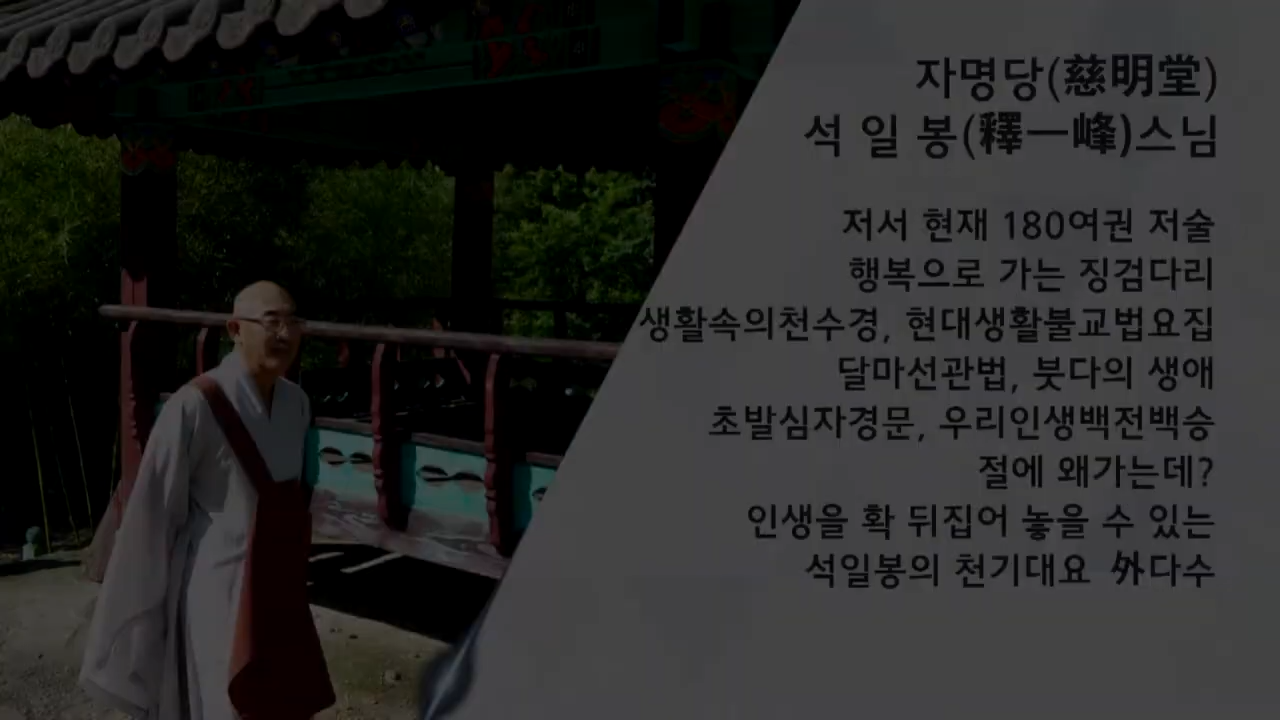 자명당(慈明堂)
석 일 봉(釋一峰)스님
저서 현재 180여권 저술
행복으로 가는 징검다리
생활속의천수경, 현대생활불교법요집
달마선관법, 붓다의 생애
초발심자경문, 우리인생백전백승
절에 왜가는데?
인생을 확 뒤집어 놓을 수 있는
석일봉의 천기대요 外다수